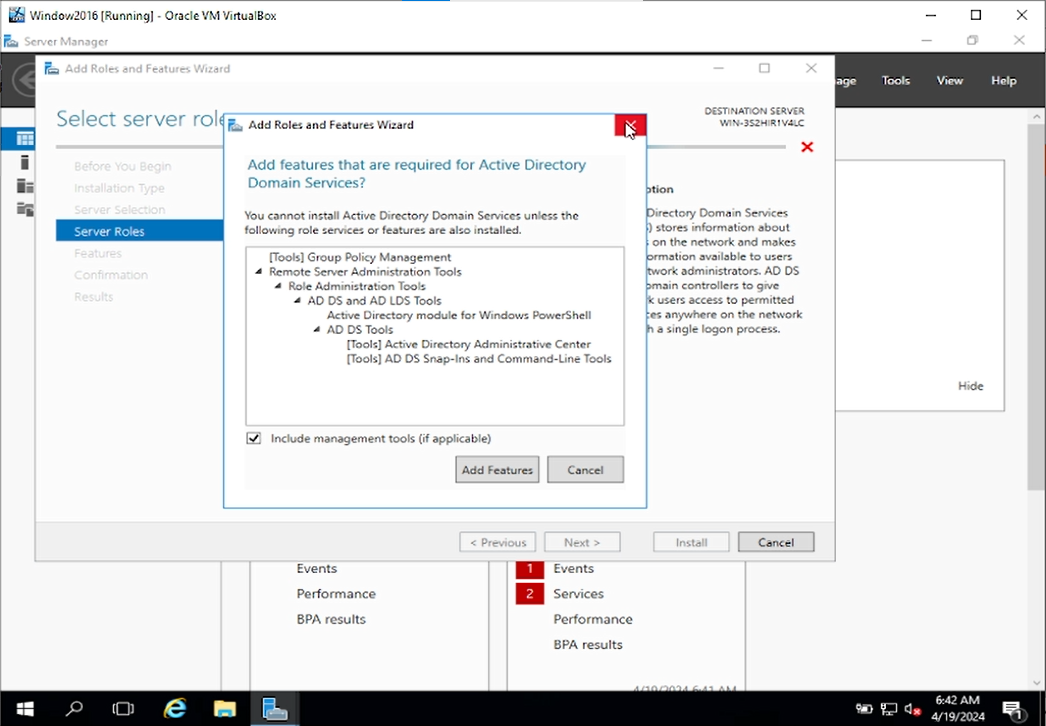 Window2016 [Running] - Oracle VM VirtualBox
Server Manager
Tools
View
Help
Add Roles and Features Wizard
DESTINATION SERVER
WIN-3S2HIR1V4LC
Before You Begin
Installation Type
Server Selection
Server Roles
Features
Confirmation
Results
Add Roles and Features Wizard
Add features that are required for Active Directory
Domain Services?
You cannot install Active Directory Domain Services unless the
following role services or features are also installed.
[Tools] Group Policy Management
Remote Server Administration Tools
Role Administration Tools
AD DS and AD LDS Tools
Active Directory module for Windows PowerShell
AD DS Tools
[Tools] Active Directory Administrative Center
[Tools] AD DS Snap-Ins and Command-Line Tools
Include management tools (if applicable)
Add Features
Cancel
Select server
Directory Domain Services
stores information about
on the network and makes
available to users
administrators. AD DS
controllers to give
users access to permitted
anywhere on the network
a single logon process.
Hide
< Previous
Next >
Install
Cancel
Events
Performance
BPA results
1 Events
2 Services
Performance
BPA results
4/19/2024 6:41 AM
6:42 AM
4/19/2024
1